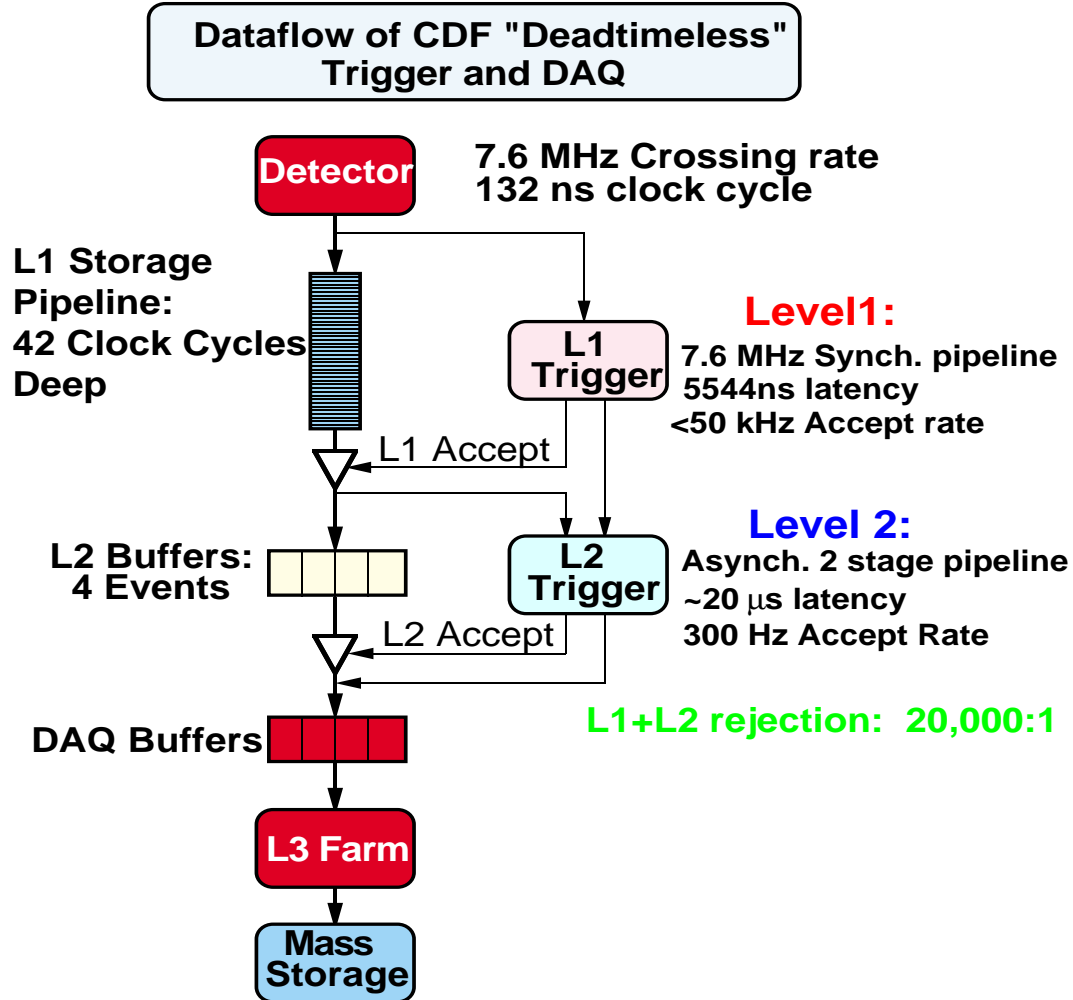 Dataflow of CDF "Deadtimeless"
Trigger and DAQ
Detector
7.6 MHz Crossing rate
132 ns clock cycle
L1 Storage
Pipeline:
42 Clock Cycles
Deep
L1
Trigger
Level1:
7.6 MHz Synch. pipeline
5544ns latency
<50 kHz Accept rate
L1 Accept
L2 Buffers:
4 Events
L2
Trigger
Level 2:
Asynch. 2 stage pipeline
~20 μs latency
300 Hz Accept Rate
L2 Accept
L1+L2 rejection: 20,000:1
DAQ Buffers
L3 Farm
Mass
Storage